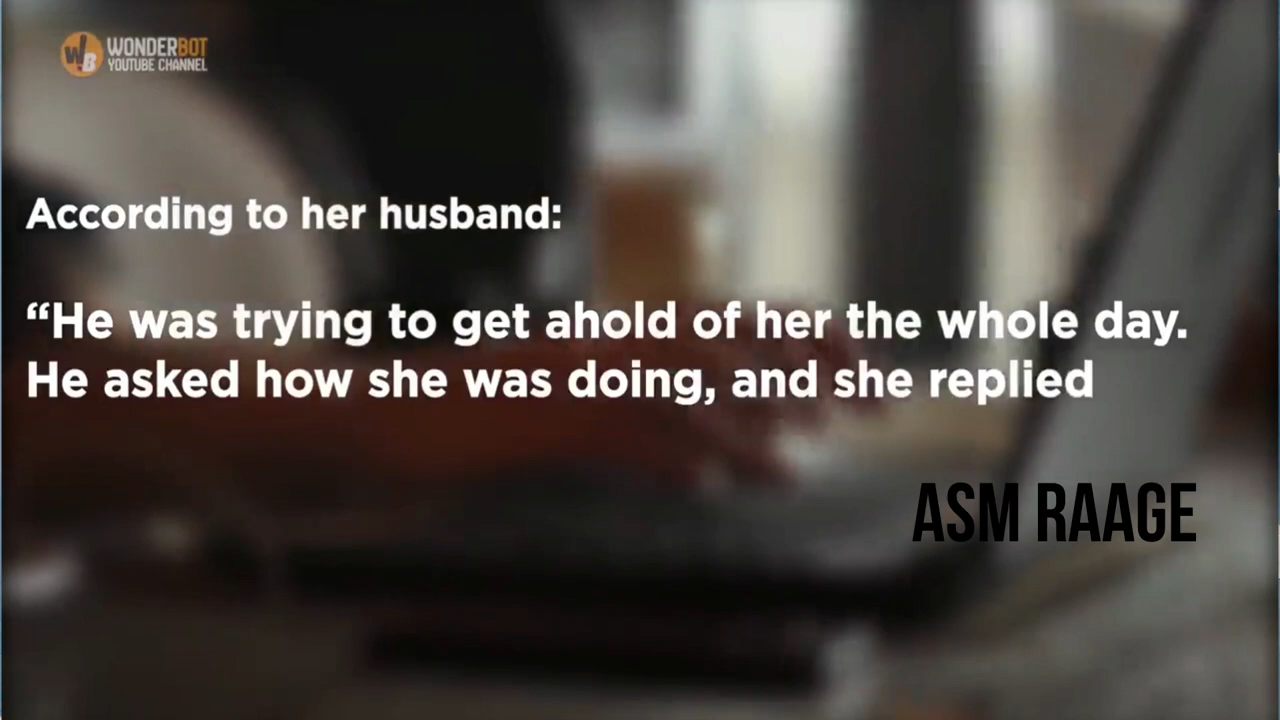 WONDERBOT
YOUTUBE CHANNEL
According to her husband:
“He was trying to get ahold of her the whole day.
He asked how she was doing, and she replied
ASM RAAGE